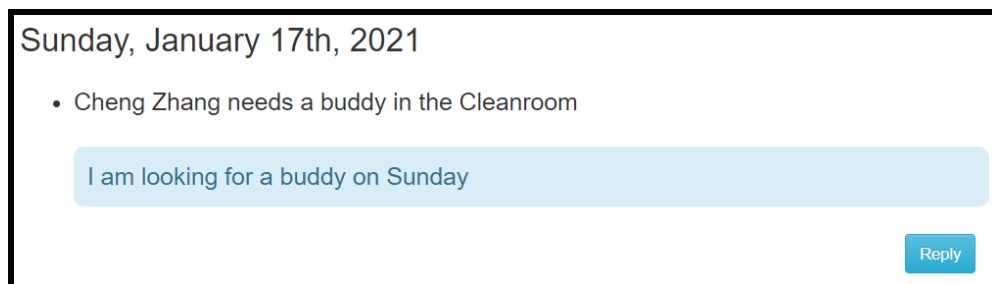 Sunday, January 17th, 2021
Cheng Zhang needs a buddy in the Cleanroom
I am looking for a buddy on Sunday
Reply